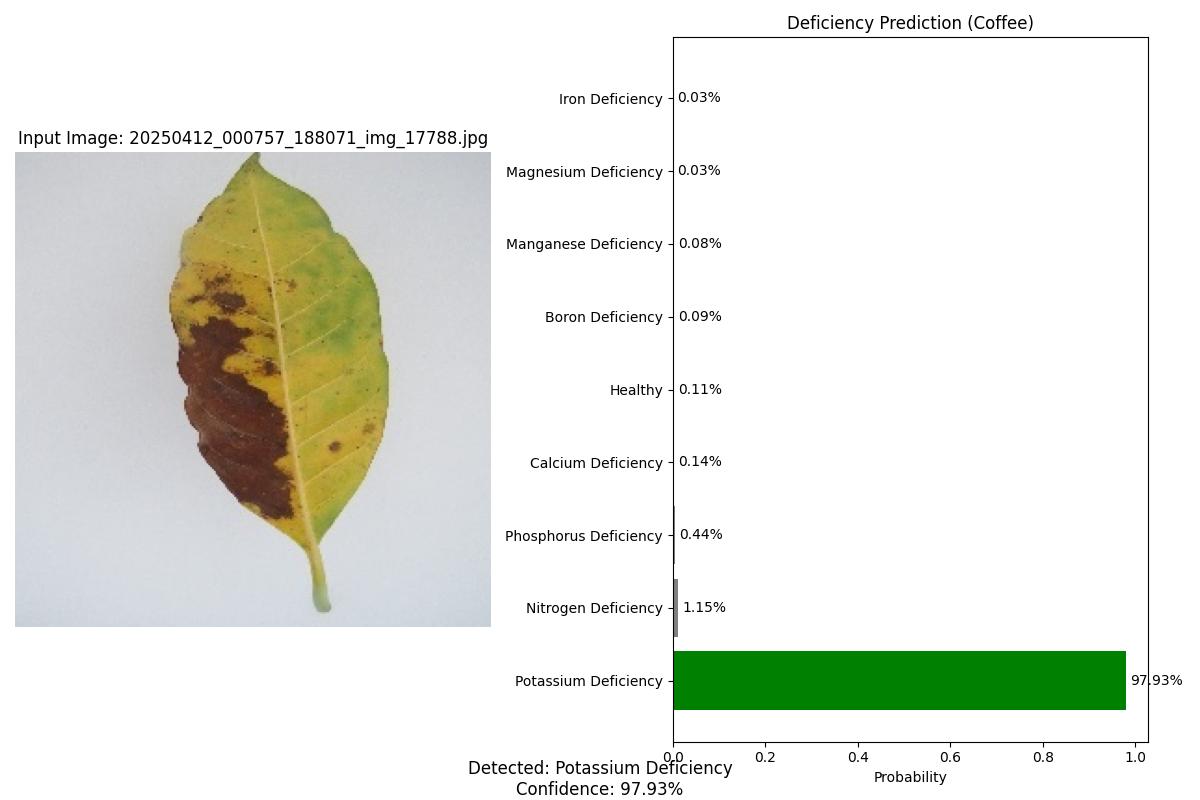 Deficiency Prediction (Coffee)
Input Image: 20250412_000757_188071_img_17788.jpg
Iron Deficiency 0.03%
Magnesium Deficiency 0.03%
Manganese Deficiency 0.08%
Boron Deficiency 0.09%
Healthy 0.11%
Calcium Deficiency 0.14%
Phosphorus Deficiency 0.44%
Nitrogen Deficiency 1.15%
Potassium Deficiency 97.93%
0.0 0.2 0.4 0.6 0.8 1.0
Probability
Detected: Potassium Deficiency
Confidence: 97.93%